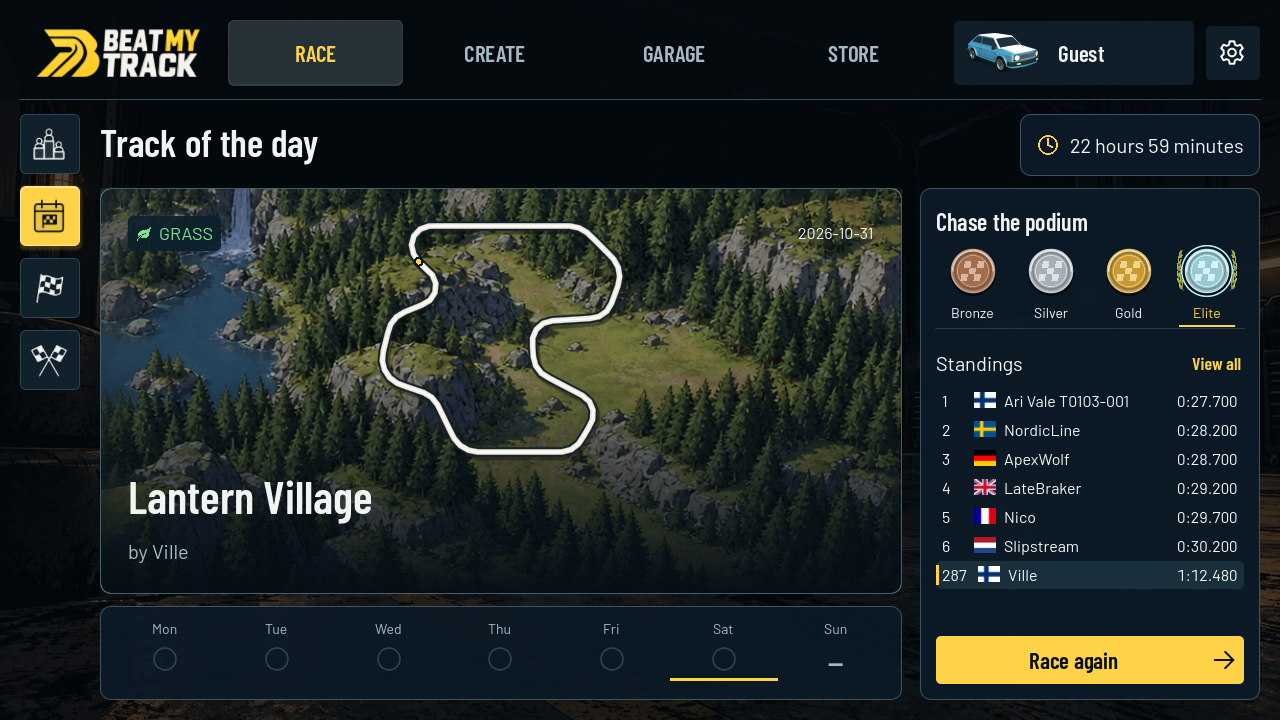 BEATMY
TRACK
RACE
CREATE
GARAGE
STORE
Guest
Track of the day
22 hours 59 minutes
GRASS
2026-10-31
Lantern Village
by Ville
Mon
Tue
Wed
Thu
Fri
Sat
Sun
Chase the podium
Bronze
Silver
Gold
Elite
Standings
View all
1 Ari Vale T0103-001 0:27.700
2 NordicLine 0:28.200
3 ApexWolf 0:28.700
4 LateBraker 0:29.200
5 Nico 0:29.700
6 Slipstream 0:30.200
287 Ville 1:12.480
Race again